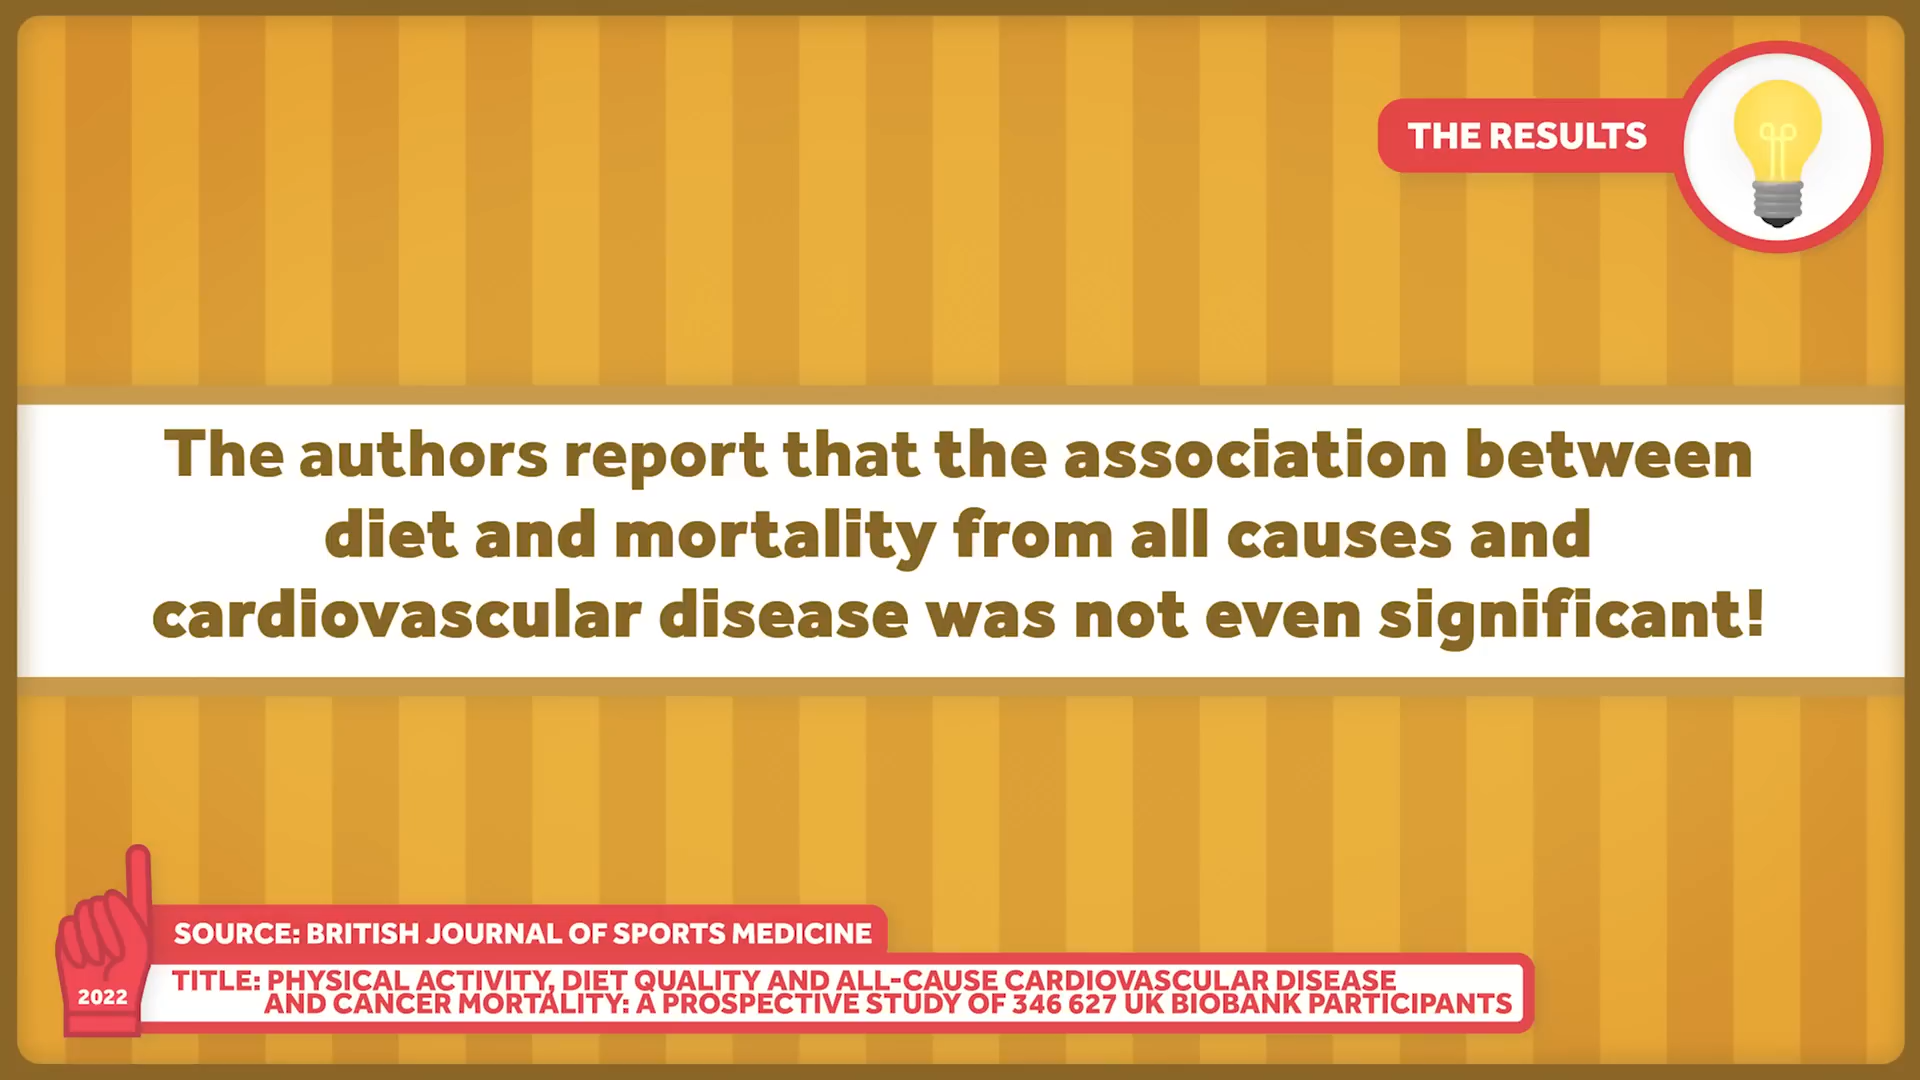 THE RESULTS
The authors report that the association between
diet and mortality from all causes and
cardiovascular disease was not even significant!
SOURCE: BRITISH JOURNAL OF SPORTS MEDICINE
TITLE: PHYSICAL ACTIVITY, DIET QUALITY AND ALL-CAUSE CARDIOVASCULAR DISEASE
AND CANCER MORTALITY: A PROSPECTIVE STUDY OF 346 627 UK BIOBANK PARTICIPANTS
2022